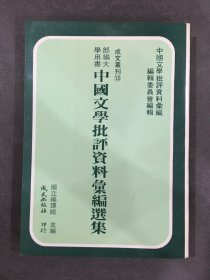 中國文學批評資料彙編
編輯委員會編輯
成文叢刊⑬
部編大
學用書
中國文學批評資料彙編選集
國立編譯館 主編
成文出版社 印行